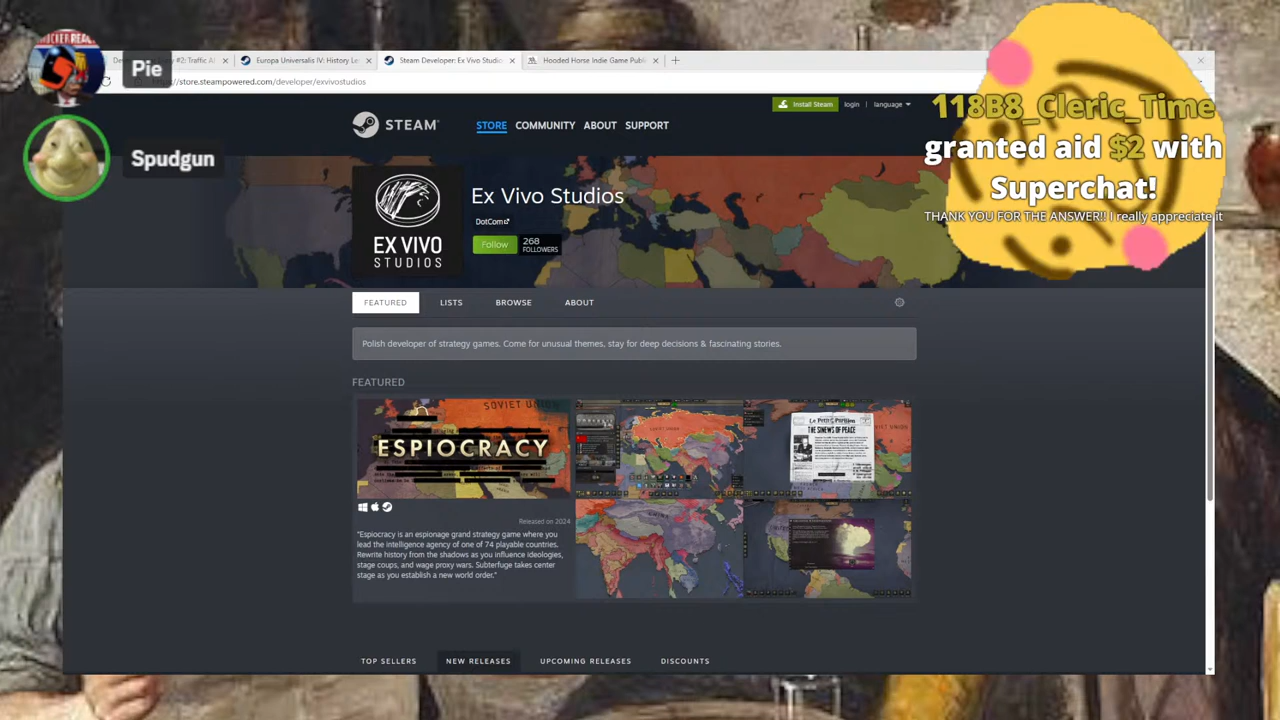 Pie
Spudgun
#2: Traffic A
Europa Universalis IV: History Le
Steam Developer: Ex Vivo Studio
Hooded Horse Indie Game Publ
store.steampowered.com/developer/exvivostudios
118B8_Cleric_Time
granted aid $2 with
Superchat!
THANK YOU FOR THE ANSWER!! I really appreciate it
Install Steam
login | language
STEAM
STORE
COMMUNITY
ABOUT
SUPPORT
EX VIVO
STUDIOS
Ex Vivo Studios
DotCom
Follow
268
FOLLOWERS
FEATURED
LISTS
BROWSE
ABOUT
Polish developer of strategy games. Come for unusual themes, stay for deep decisions & fascinating stories.
FEATURED
SOVIET UNION
ESPIOCRACY
Le Petit Parisien
THE SINEWS OF PEACE
Released on 2024
"Espiocracy is an espionage grand strategy game where you
lead the intelligence agency of one of 74 playable countries.
Rewrite history from the shadows as you influence ideologies,
stage coups, and wage proxy wars. Subterfuge takes center
stage as you establish a new world order."
TOP SELLERS
NEW RELEASES
UPCOMING RELEASES
DISCOUNTS